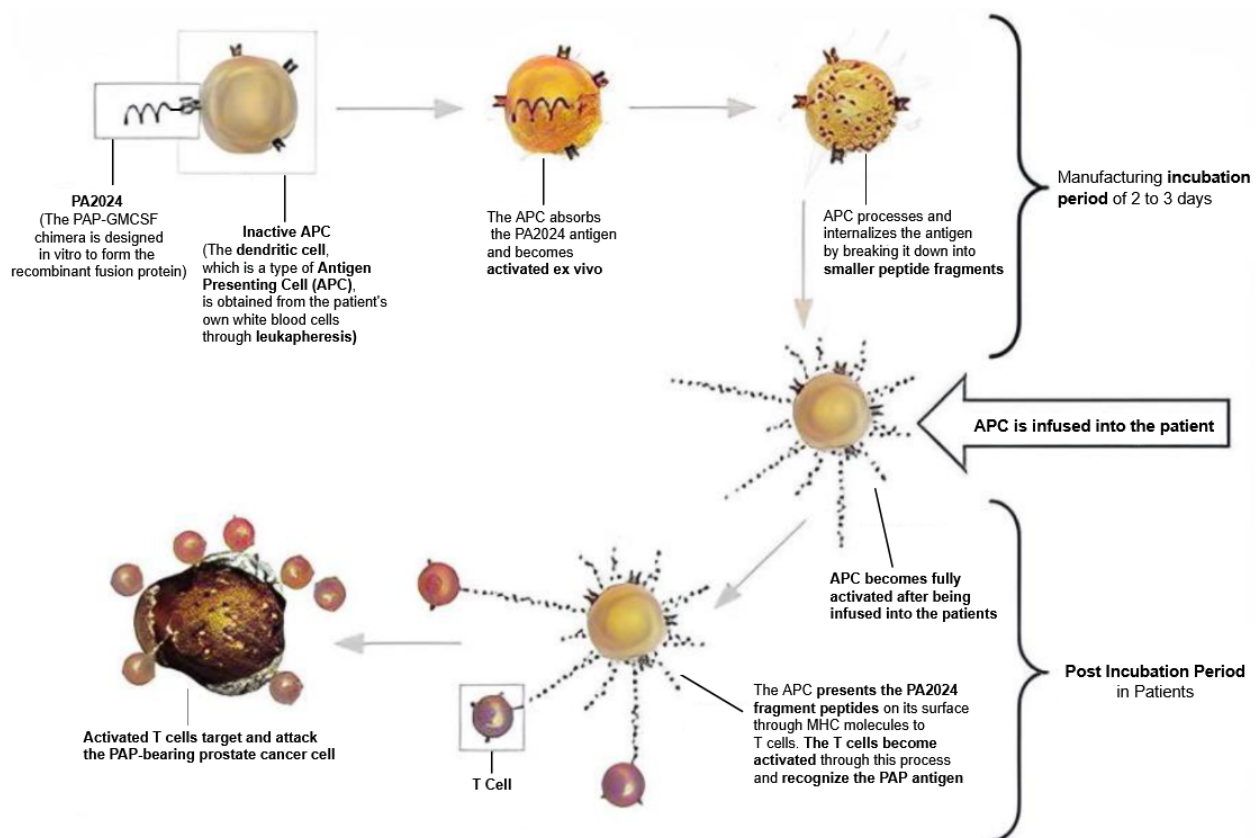 PA2024
(The PAP-GMCSF
chimera is designed
in vitro to form the
recombinant fusion protein)
Inactive APC
(The dendritic cell,
which is a type of Antigen
Presenting Cell (APC),
is obtained from the patient's
own white blood cells
through leukapheresis)
The APC absorbs
the PA2024 antigen
and becomes
activated ex vivo
APC processes and
internalizes the antigen
by breaking it down into
smaller peptide fragments
Manufacturing incubation
period of 2 to 3 days
APC is infused into the patient
APC becomes fully
activated after being
infused into the patients
Post Incubation Period
in Patients
The APC presents the PA2024
fragment peptides on its surface
through MHC molecules to
T cells. The T cells become
activated through this process
and recognize the PAP antigen
T Cell
Activated T cells target and attack
the PAP-bearing prostate cancer cell